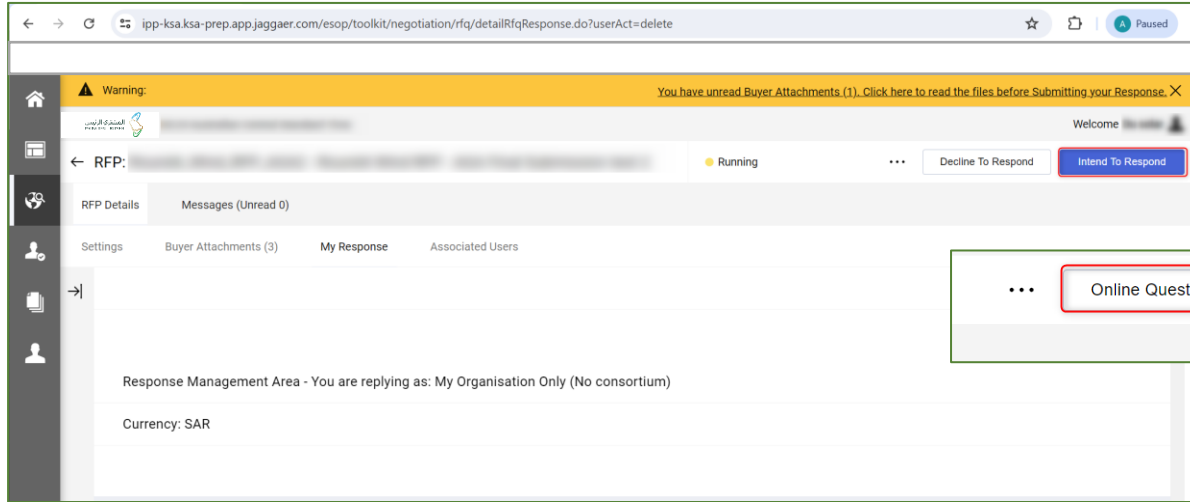 ipp-ksa.ksa-prep.app.jaggaer.com/esop/toolkit/negotiation/rfq/detailRfqResponse.do?userAct=delete
A Paused
Warning: You have unread Buyer Attachments (1). Click here to read the files before Submitting your Response.
Welcome
RFP: Running ... Decline To Respond Intend To Respond
RFP Details Messages (Unread 0)
Settings Buyer Attachments (3) My Response Associated Users
... Online Quest
Response Management Area - You are replying as: My Organisation Only (No consortium)
Currency: SAR